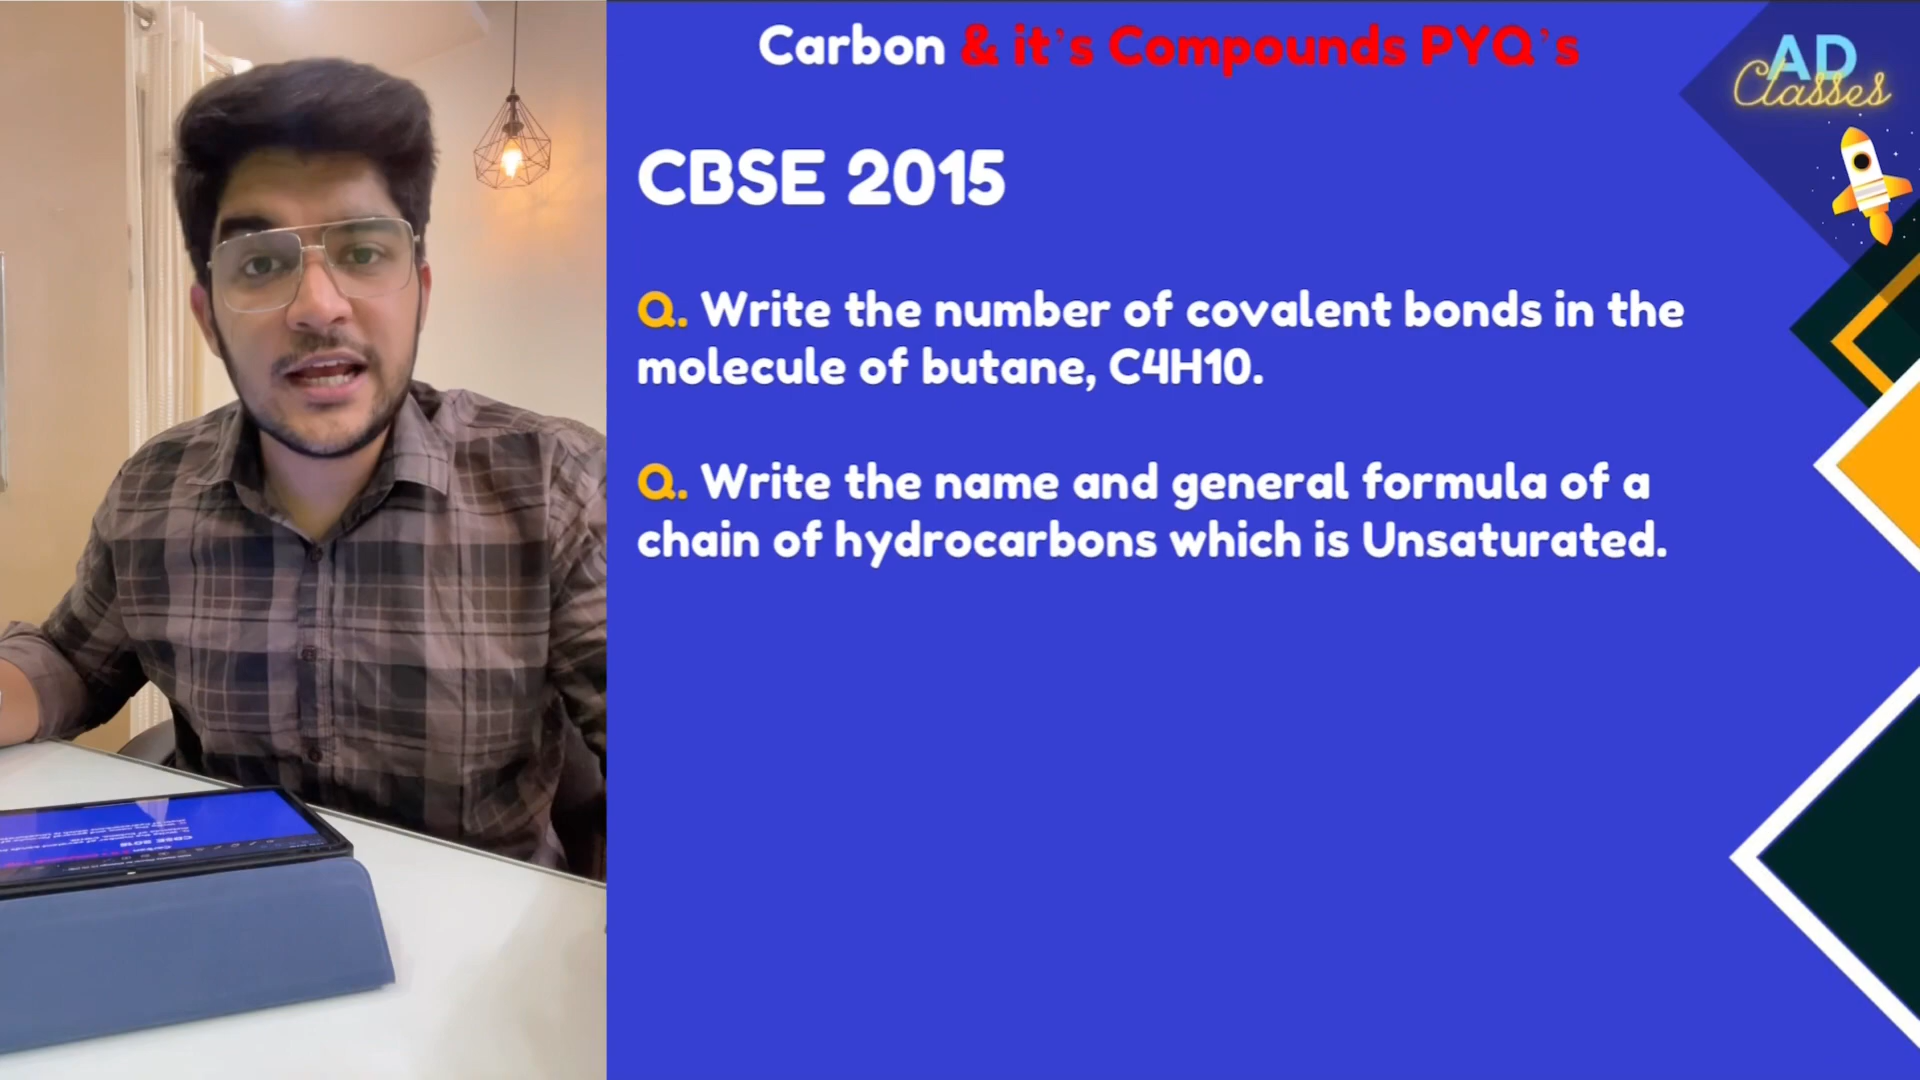 Carbon & it's Compounds PYQ's
AD
Classes
CBSE 2015
Q. Write the number of covalent bonds in the
molecule of butane, C4H10.
Q. Write the name and general formula of a
chain of hydrocarbons which is Unsaturated.